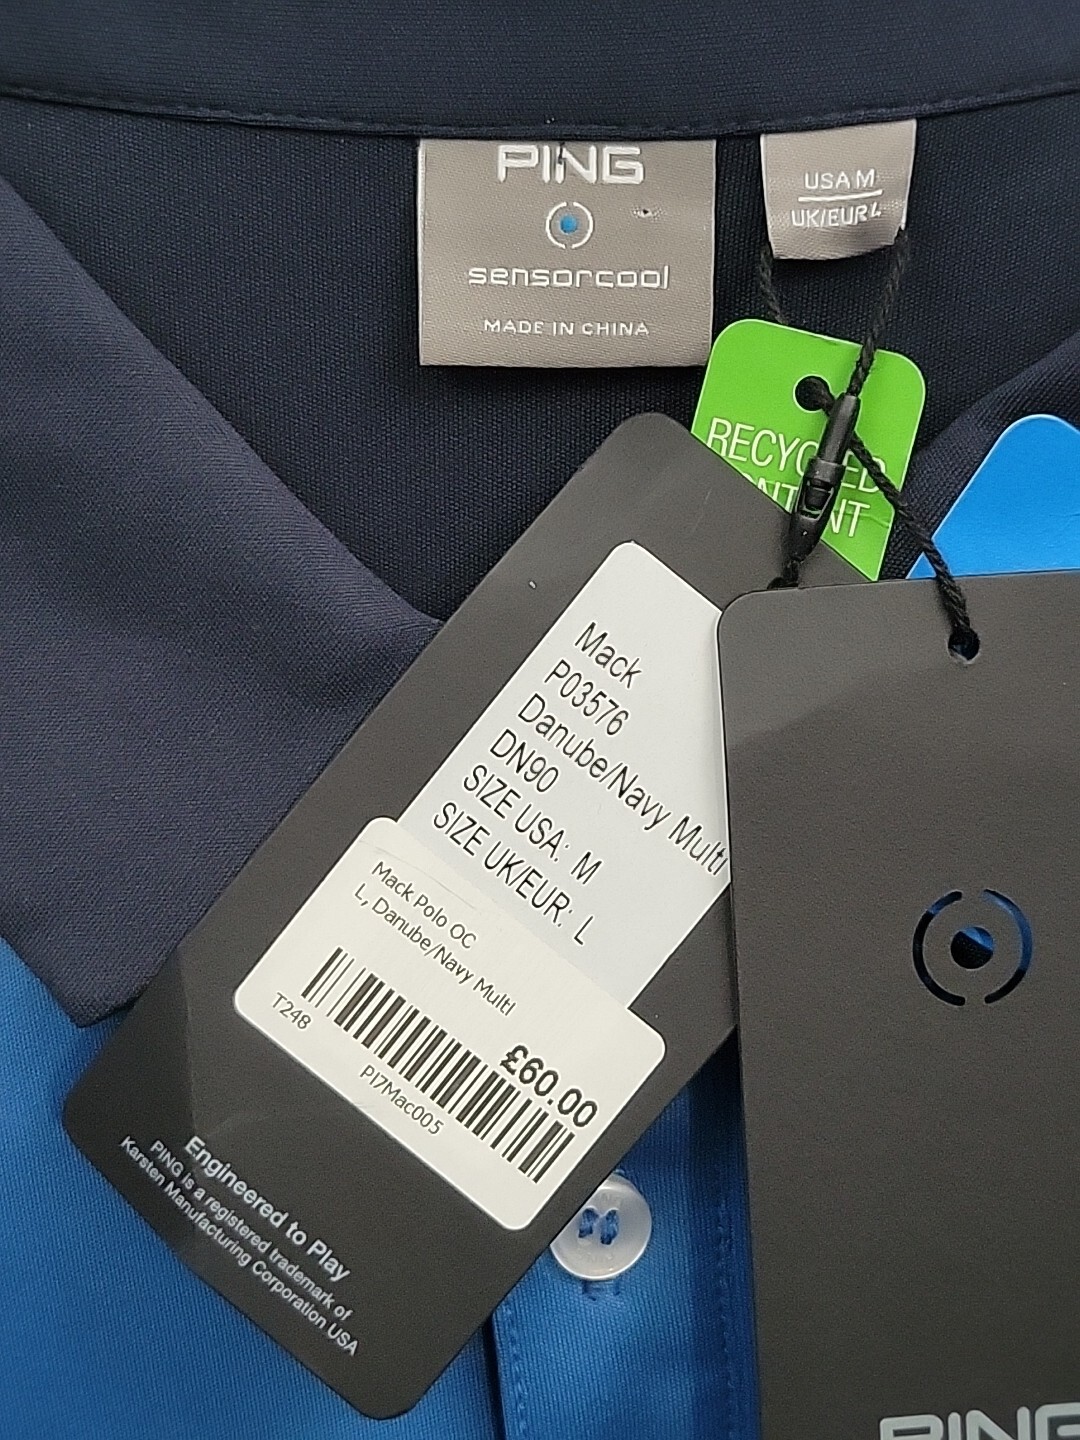 PING
sensorcool
MADE IN CHINA
USA M
UK/EUR L
RECYCLED
CONTENT
Mack
P03576
Danube/Navy Multi
DN90
SIZE USA: M
SIZE UK/EUR: L
Mack Polo OC
L, Danube/Navy Multi
£60.00
T248
PI7Mac005
Engineered to Play
PING is a registered trademark of
Karsten Manufacturing Corporation USA
PING